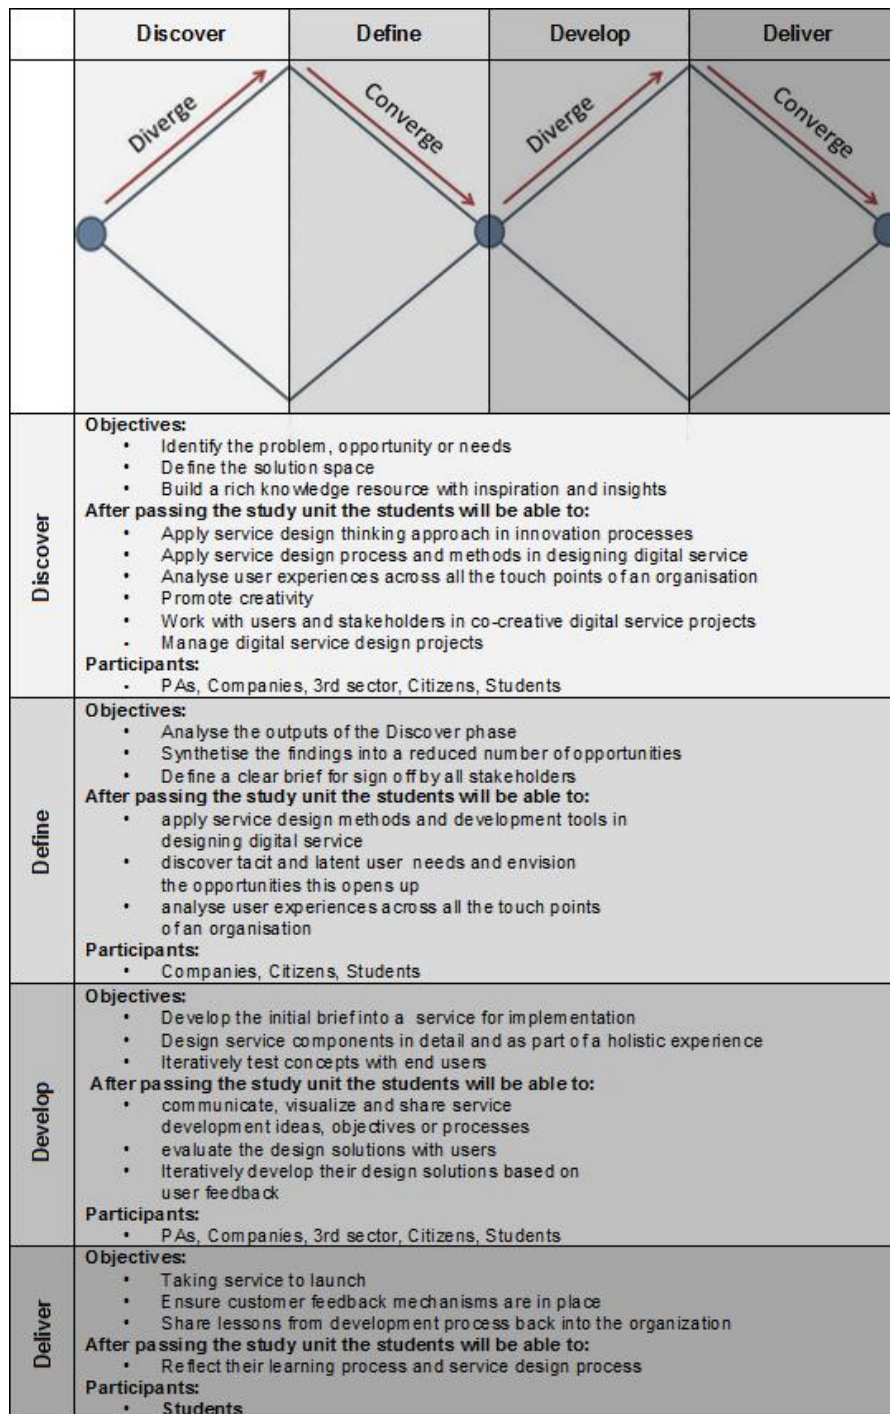 Discover Define Develop Deliver
Diverge Converge Diverge Converge
Discover
Objectives:
• Identify the problem, opportunity or needs
• Define the solution space
• Build a rich knowledge resource with inspiration and insights
After passing the study unit the students will be able to:
• Apply service design thinking approach in innovation processes
• Apply service design process and methods in designing digital service
• Analyse user experiences across all the touch points of an organisation
• Promote creativity
• Work with users and stakeholders in co-creative digital service projects
• Manage digital service design projects
Participants:
• PAs, Companies, 3rd sector, Citizens, Students
Define
Objectives:
• Analyse the outputs of the Discover phase
• Synthetise the findings into a reduced number of opportunities
• Define a clear brief for sign off by all stakeholders
After passing the study unit the students will be able to:
• apply service design methods and development tools in
designing digital service
• discover tacit and latent user needs and envision
the opportunities this opens up
• analyse user experiences across all the touch points
of an organisation
Participants:
• Companies, Citizens, Students
Develop
Objectives:
• Develop the initial brief into a service for implementation
• Design service components in detail and as part of a holistic experience
• Iteratively test concepts with end users
After passing the study unit the students will be able to:
• communicate, visualize and share service
development ideas, objectives or processes
• evaluate the design solutions with users
• Iteratively develop their design solutions based on
user feedback
Participants:
• PAs, Companies, 3rd sector, Citizens, Students
Deliver
Objectives:
• Taking service to launch
• Ensure customer feedback mechanisms are in place
• Share lessons from development process back into the organization
After passing the study unit the students will be able to:
• Reflect their learning process and service design process
Participants:
• Students